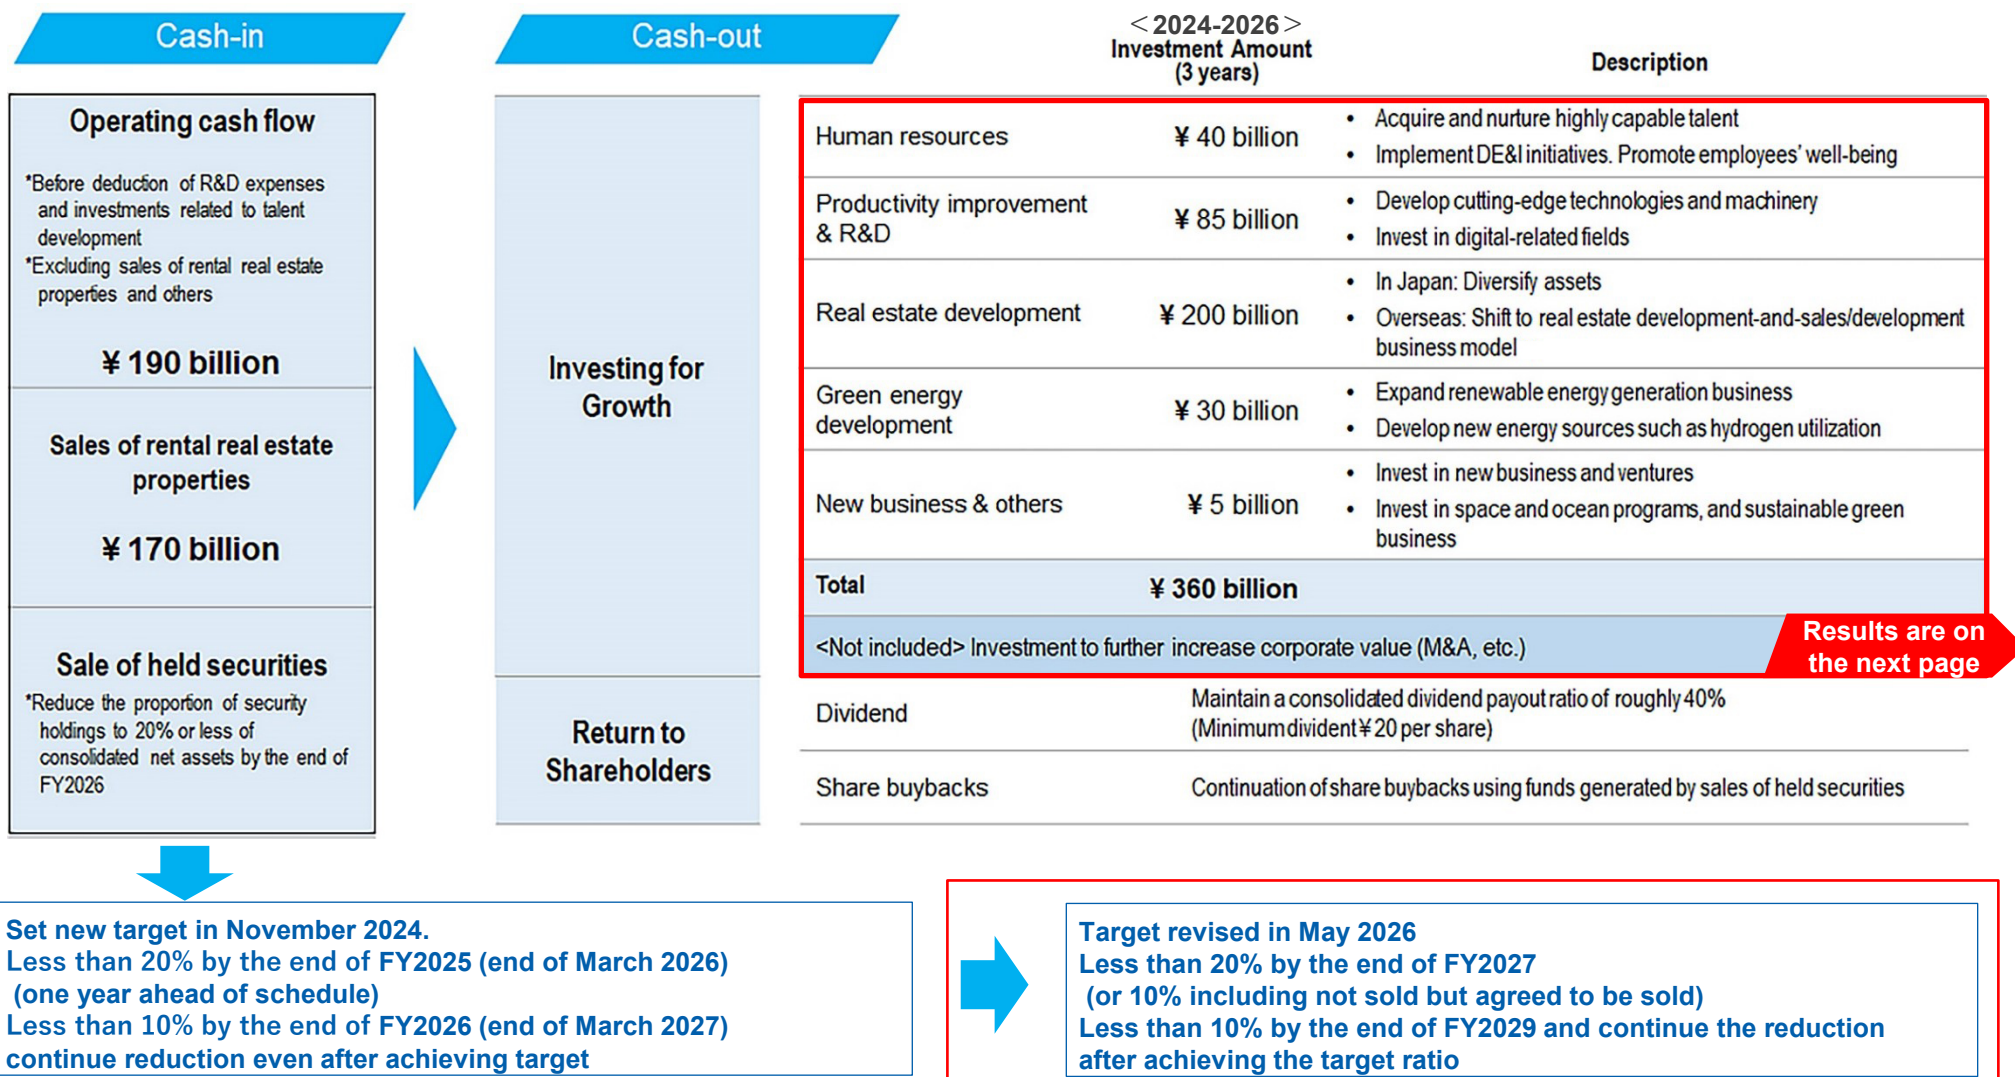 Cash-in
Operating cash flow
*Before deduction of R&D expenses
and investments related to talent
development
*Excluding sales of rental real estate
properties and others
¥ 190 billion
Sales of rental real estate
properties
¥ 170 billion
Sale of held securities
*Reduce the proportion of security
holdings to 20% or less of
consolidated net assets by the end of
FY2026
Cash-out
Investing for
Growth
Return to
Shareholders
＜2024-2026＞
Investment Amount
(3 years)
Description
Human resources
¥ 40 billion
• Acquire and nurture highly capable talent
• Implement DE&I initiatives. Promote employees' well-being
Productivity improvement
& R&D
¥ 85 billion
• Develop cutting-edge technologies and machinery
• Invest in digital-related fields
Real estate development
¥ 200 billion
• In Japan: Diversify assets
• Overseas: Shift to real estate development-and-sales/development
business model
Green energy
development
¥ 30 billion
• Expand renewable energy generation business
• Develop new energy sources such as hydrogen utilization
New business & others
¥ 5 billion
• Invest in new business and ventures
• Invest in space and ocean programs, and sustainable green
business
Total
¥ 360 billion
<Not included> Investment to further increase corporate value (M&A, etc.)
Results are on
the next page
Dividend
Maintain a consolidated dividend payout ratio of roughly 40%
(Minimum divident ¥ 20 per share)
Share buybacks
Continuation of share buybacks using funds generated by sales of held securities
Set new target in November 2024.
Less than 20% by the end of FY2025 (end of March 2026)
(one year ahead of schedule)
Less than 10% by the end of FY2026 (end of March 2027)
continue reduction even after achieving target
Target revised in May 2026
Less than 20% by the end of FY2027
(or 10% including not sold but agreed to be sold)
Less than 10% by the end of FY2029 and continue the reduction
after achieving the target ratio